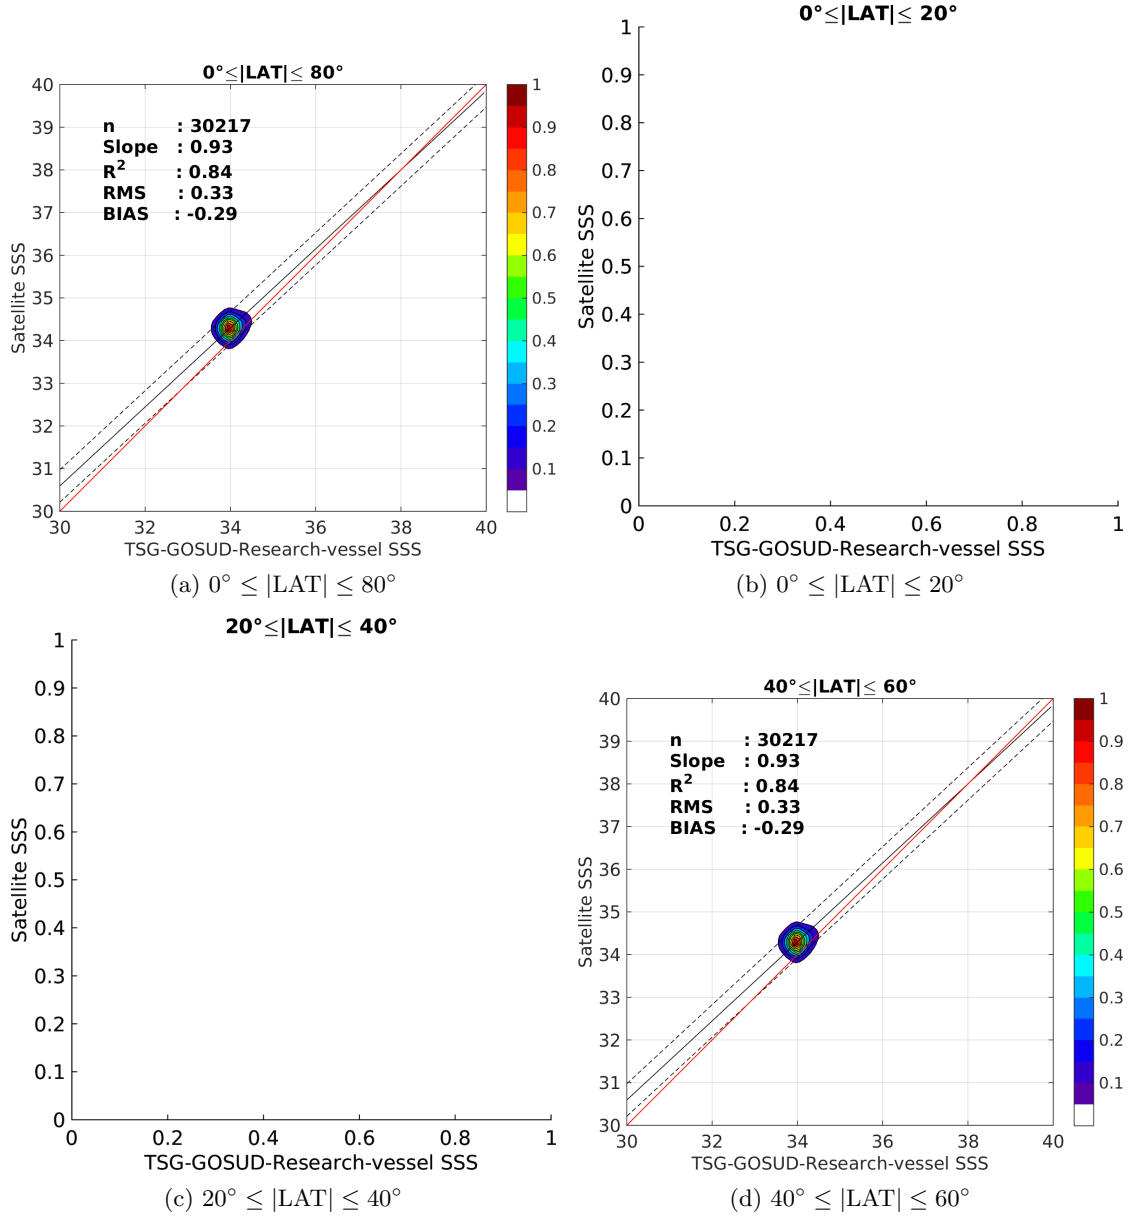 0°≤|LAT|≤ 80°
40
39
38
37
36
35
34
33
32
31
30
n : 30217
Slope : 0.93
R² : 0.84
RMS : 0.33
BIAS : -0.29
1
0.9
0.8
0.7
0.6
0.5
0.4
0.3
0.2
0.1
30 32 34 36 38 40
Satellite SSS
TSG-GOSUD-Research-vessel SSS
(a) 0° ≤ |LAT| ≤ 80°
0°≤|LAT|≤ 20°
1
0.9
0.8
0.7
0.6
0.5
0.4
0.3
0.2
0.1
0
0 0.2 0.4 0.6 0.8 1
Satellite SSS
TSG-GOSUD-Research-vessel SSS
(b) 0° ≤ |LAT| ≤ 20°
20°≤|LAT|≤ 40°
1
0.9
0.8
0.7
0.6
0.5
0.4
0.3
0.2
0.1
0
0 0.2 0.4 0.6 0.8 1
Satellite SSS
TSG-GOSUD-Research-vessel SSS
(c) 20° ≤ |LAT| ≤ 40°
40°≤|LAT|≤ 60°
40
39
38
37
36
35
34
33
32
31
30
n : 30217
Slope : 0.93
R² : 0.84
RMS : 0.33
BIAS : -0.29
1
0.9
0.8
0.7
0.6
0.5
0.4
0.3
0.2
0.1
30 32 34 36 38 40
Satellite SSS
TSG-GOSUD-Research-vessel SSS
(d) 40° ≤ |LAT| ≤ 60°